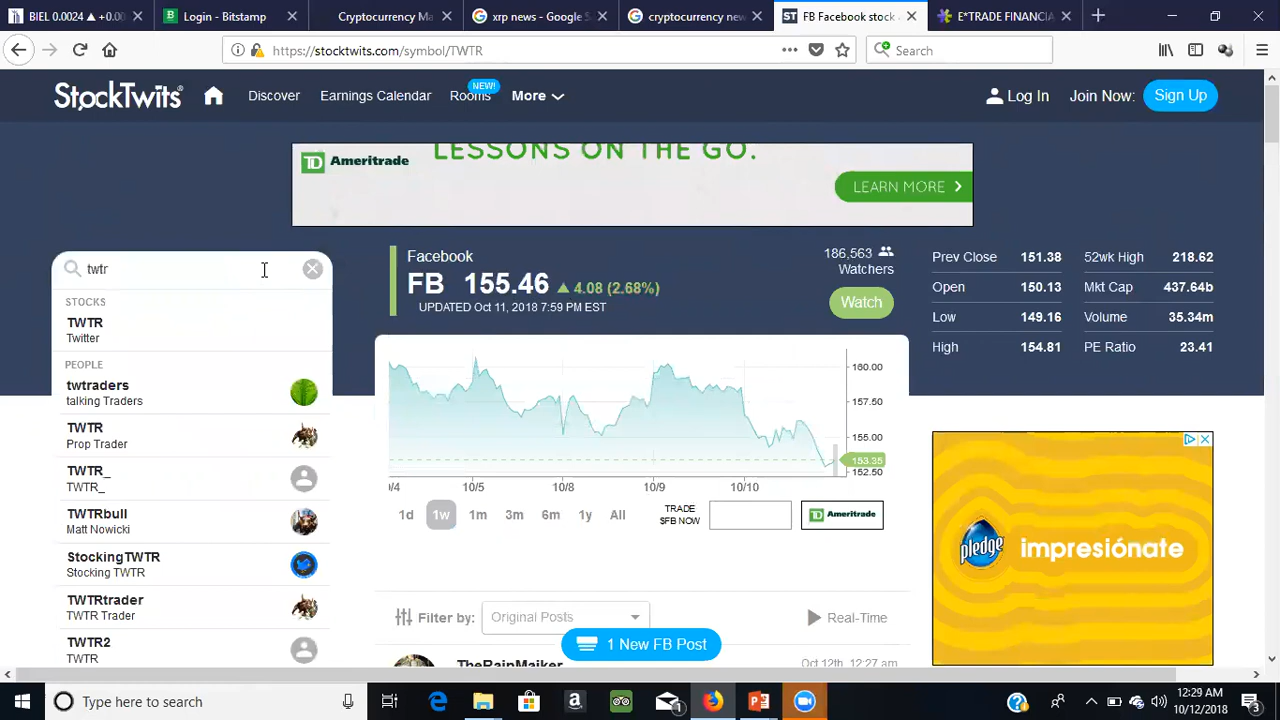 BIEL 0.0024 $ +0.00
Login - Bitstamp
Cryptocurrency Ma
xrp news - Google S
cryptocurrency new
ST
FB Facebook stock
E*TRADE FINANCIA
https://stocktwits.com/symbol/TWTR
Search
StockTwits
Discover
Earnings Calendar
Rooms
NEW!
More
Log In
Join Now:
Sign Up
LESSONS ON THE GO.
TD Ameritrade
LEARN MORE
twtr
STOCKS
TWTR
Twitter
PEOPLE
twtraders
talking Traders
TWTR
Prop Trader
TWTR_
TWTR_
TWTRbull
Matt Nowicki
StockingTWTR
Stocking TWTR
TWTRtrader
TWTR Trader
TWTR2
TWTR
Facebook
FB 155.46 4.08 (2.68%)
UPDATED Oct 11, 2018 7:59 PM EST
186,563
Watchers
Watch
Prev Close 151.38 52wk High 218.62
Open 150.13 Mkt Cap 437.64b
Low 149.16 Volume 35.34m
High 154.81 PE Ratio 23.41
160.00
157.50
155.00
153.35
152.50
/4 10/5 10/8 10/9 10/10
1d 1w 1m 3m 6m 1y All
TRADE
$FB NOW
TD Ameritrade
Filter by: Original Posts
Real-Time
1 New FB Post
TheRainMaker
Oct 12th, 12:27 am
pledge
impresiónate
Type here to search
1
12:29 AM
10/12/2018
3